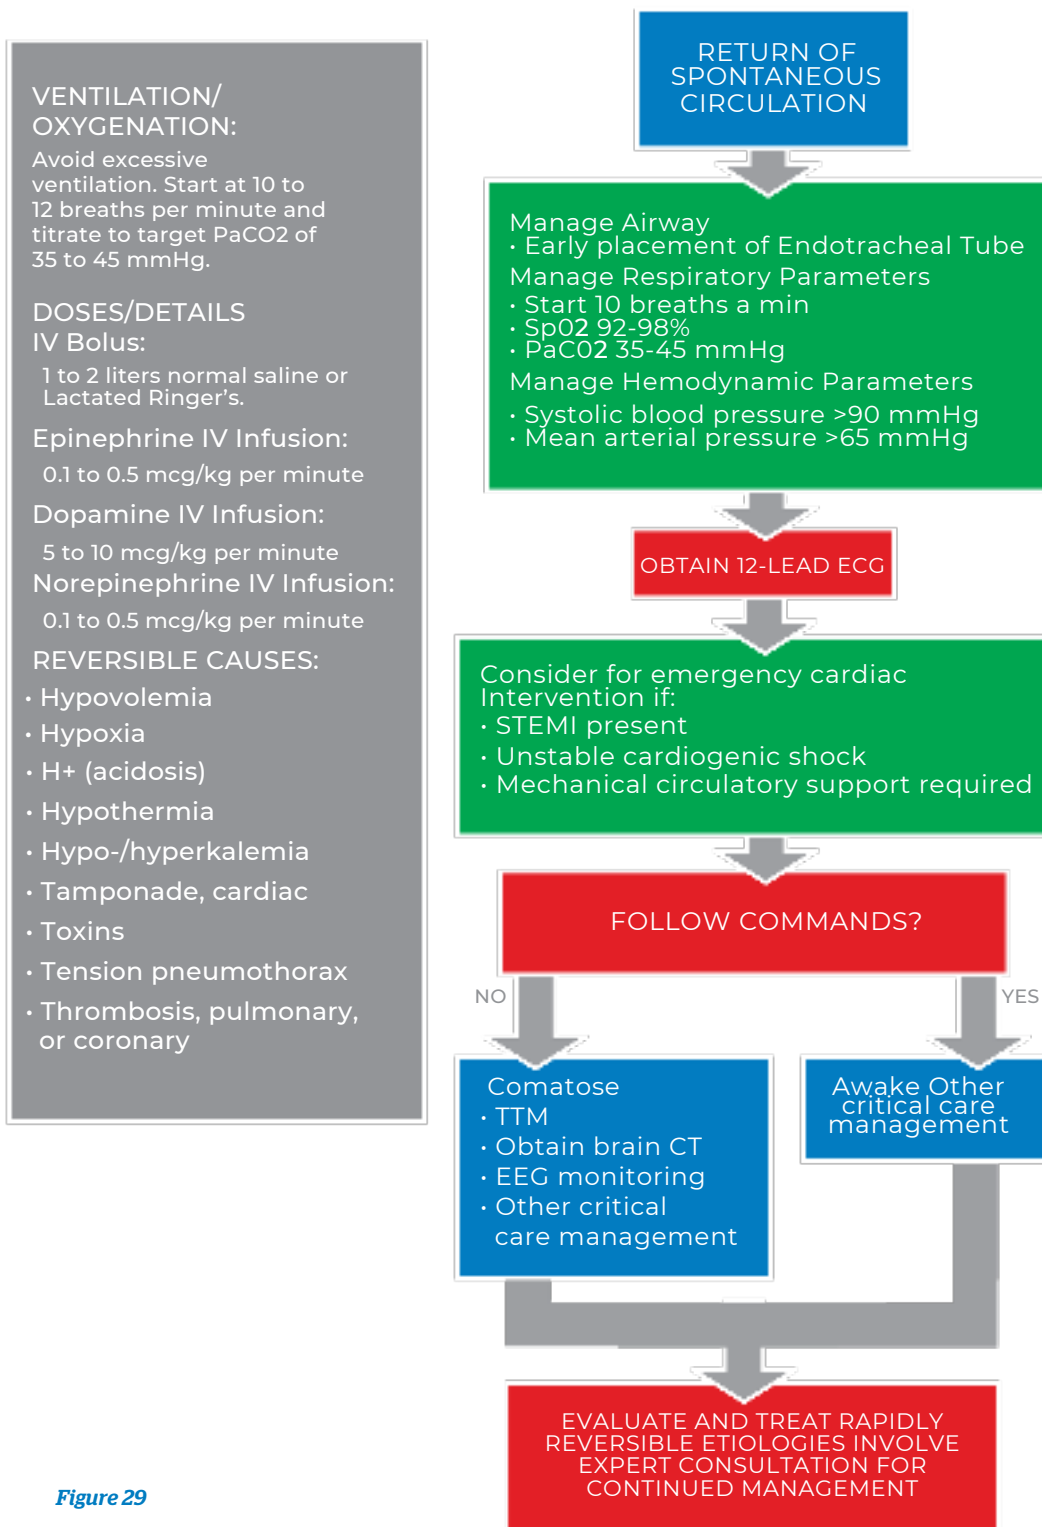 VENTILATION/
OXYGENATION:
Avoid excessive
ventilation. Start at 10 to
12 breaths per minute and
titrate to target PaCO2 of
35 to 45 mmHg.
DOSES/DETAILS
IV Bolus:
1 to 2 liters normal saline or
Lactated Ringer’s.
Epinephrine IV Infusion:
0.1 to 0.5 mcg/kg per minute
Dopamine IV Infusion:
5 to 10 mcg/kg per minute
Norepinephrine IV Infusion:
0.1 to 0.5 mcg/kg per minute
REVERSIBLE CAUSES:
· Hypovolemia
· Hypoxia
· H+ (acidosis)
· Hypothermia
· Hypo-/hyperkalemia
· Tamponade, cardiac
· Toxins
· Tension pneumothorax
· Thrombosis, pulmonary,
or coronary
RETURN OF
SPONTANEOUS
CIRCULATION
Manage Airway
· Early placement of Endotracheal Tube
Manage Respiratory Parameters
· Start 10 breaths a min
· Sp02 92-98%
· PaC02 35-45 mmHg
Manage Hemodynamic Parameters
· Systolic blood pressure >90 mmHg
· Mean arterial pressure >65 mmHg
OBTAIN 12-LEAD ECG
Consider for emergency cardiac
Intervention if:
· STEMI present
· Unstable cardiogenic shock
· Mechanical circulatory support required
FOLLOW COMMANDS?
NO
YES
Comatose
· TTM
· Obtain brain CT
· EEG monitoring
· Other critical
care management
Awake Other
critical care
management
EVALUATE AND TREAT RAPIDLY
REVERSIBLE ETIOLOGIES INVOLVE
EXPERT CONSULTATION FOR
CONTINUED MANAGEMENT
Figure 29